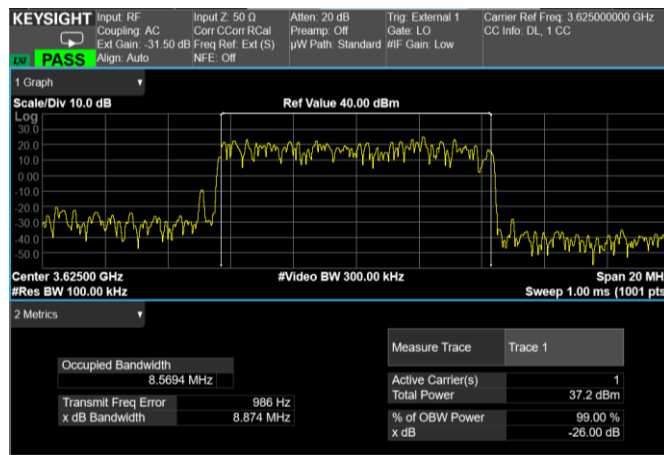 KEYSIGHT Input: RF Input Z: 50 Ω Atten: 20 dB Trig: External 1 Carrier Ref Freq: 3.625000000 GHz
Coupling: AC Corr CCorr RCal Preamp: Off Gate: LO CC Info: DL, 1 CC
Ext Gain: -31.50 dB Freq Ref: Ext (S) µW Path: Standard #IF Gain: Low
LXI PASS Align: Auto NFE: Off
1 Graph
Scale/Div 10.0 dB Ref Value 40.00 dBm
Log
30.0
20.0
10.0
0.00
-10.0
-20.0
-30.0
-40.0
-50.0
Center 3.62500 GHz #Video BW 300.00 kHz Span 20 MH
#Res BW 100.00 kHz Sweep 1.00 ms (1001 pts
2 Metrics
Measure Trace Trace 1
Occupied Bandwidth
8.5694 MHz
Active Carrier(s) 1
Transmit Freq Error 986 Hz Total Power 37.2 dBm
x dB Bandwidth 8.874 MHz % of OBW Power 99.00 %
x dB -26.00 dB